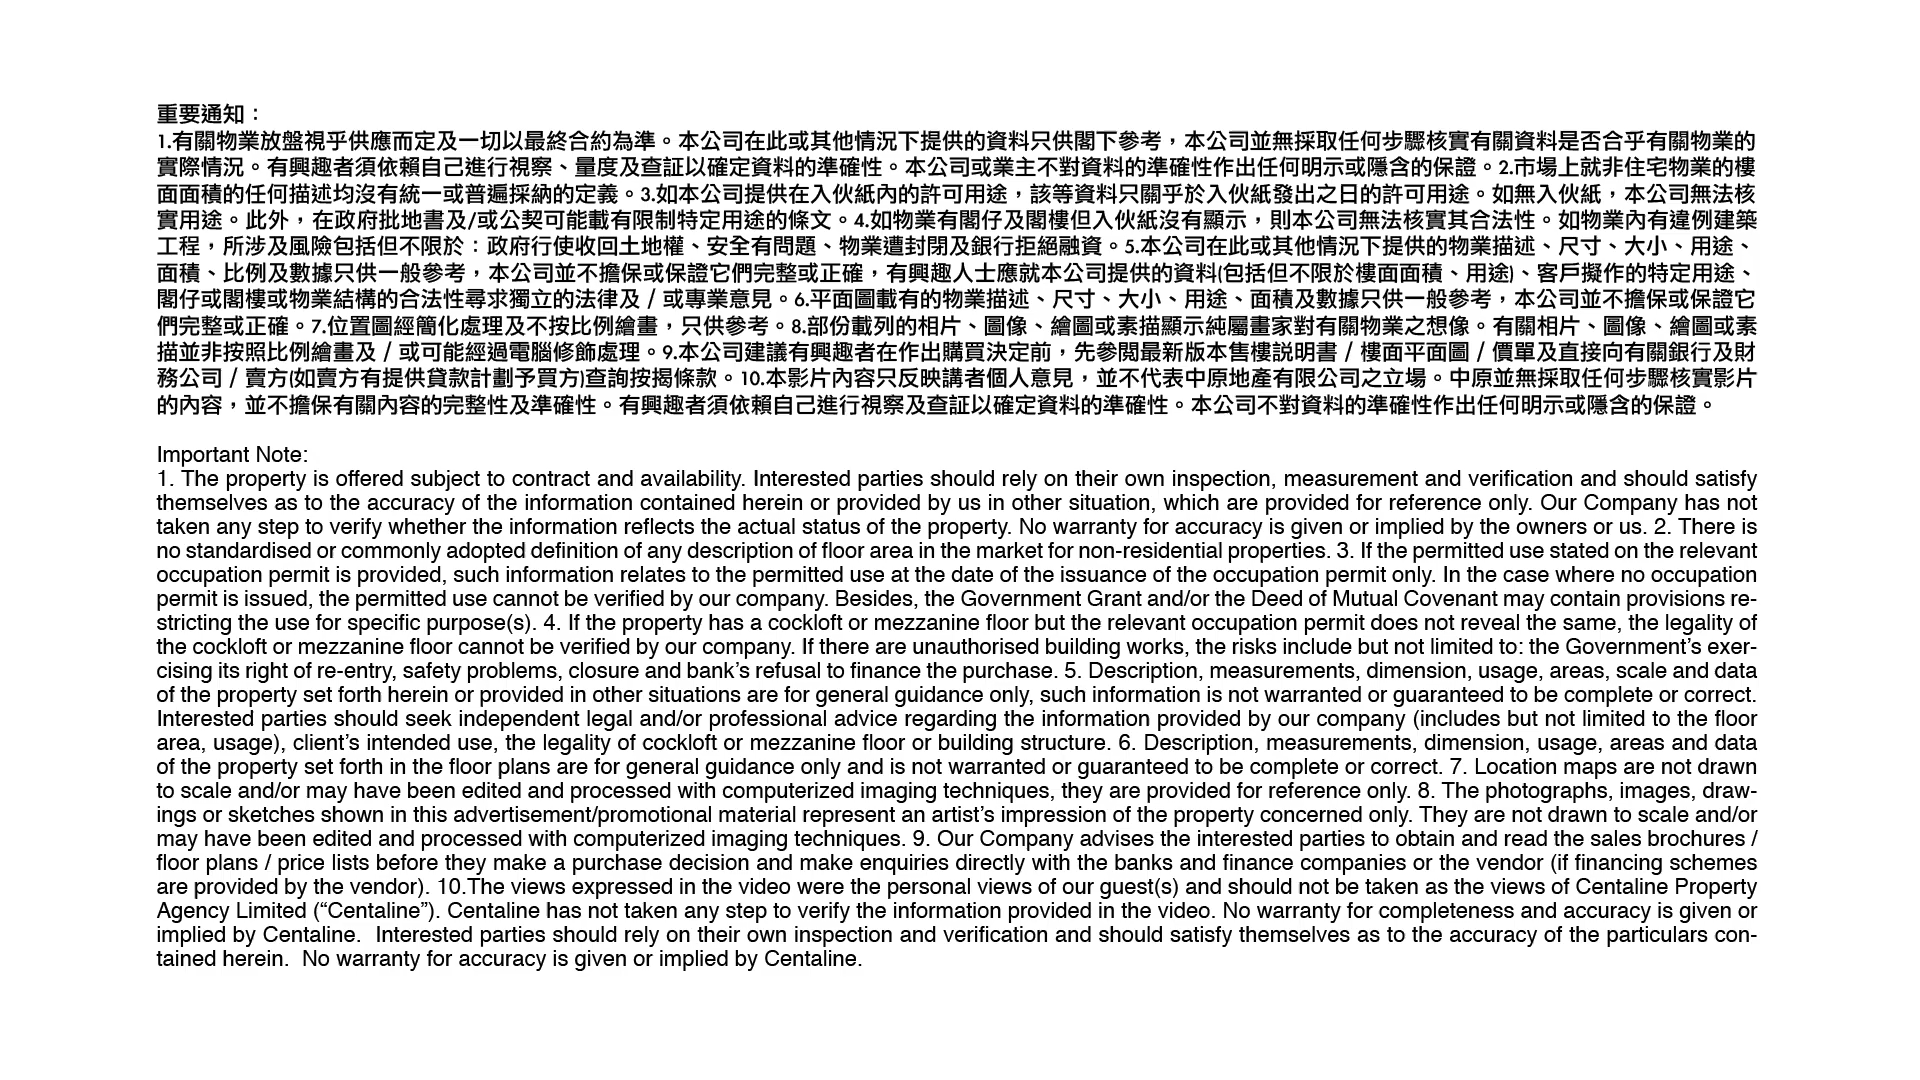 重要通知：
1.有關物業放盤視乎供應而定及一切以最終合約為準。本公司在此或其他情況下提供的資料只供閣下參考，本公司並無採取任何步驟核實有關資料是否合乎有關物業的
實際情況。有興趣者須依賴自己進行視察、量度及查証以確定資料的準確性。本公司或業主不對資料的準確性作出任何明示或隱含的保證。2.市場上就非住宅物業的樓
面面積的任何描述均沒有統一或普遍採納的定義。3.如本公司提供在入伙紙內的許可用途，該等資料只關乎於入伙紙發出之日的許可用途。如無入伙紙，本公司無法核
實用途。此外，在政府批地書及/或公契可能載有限制特定用途的條文。4.如物業有閣仔及閣樓但入伙紙沒有顯示，則本公司無法核實其合法性。如物業內有違例建築
工程，所涉及風險包括但不限於：政府行使收回土地權、安全有問題、物業遭封閉及銀行拒絕融資。5.本公司在此或其他情況下提供的物業描述、尺寸、大小、用途、
面積、比例及數據只供一般參考，本公司並不擔保或保證它們完整或正確，有興趣人士應就本公司提供的資料(包括但不限於樓面面積、用途)、客戶擬作的特定用途、
閣仔或閣樓或物業結構的合法性尋求獨立的法律及 / 或專業意見。6.平面圖載有的物業描述、尺寸、大小、用途、面積及數據只供一般參考，本公司並不擔保或保證它
們完整或正確。7.位置圖經簡化處理及不按比例繪畫，只供參考。8.部份載列的相片、圖像、繪圖或素描顯示純屬畫家對有關物業之想像。有關相片、圖像、繪圖或素
描並非按照比例繪畫及 / 或可能經過電腦修飾處理。9.本公司建議有興趣者在作出購買決定前，先參閱最新版本售樓説明書 / 樓面平面圖 / 價單及直接向有關銀行及財
務公司 / 賣方(如賣方有提供貸款計劃予買方)查詢按揭條款。10.本影片內容只反映講者個人意見，並不代表中原地產有限公司之立場。中原並無採取任何步驟核實影片
的內容，並不擔保有關內容的完整性及準確性。有興趣者須依賴自己進行視察及查証以確定資料的準確性。本公司不對資料的準確性作出任何明示或隱含的保證。
Important Note:
1. The property is offered subject to contract and availability. Interested parties should rely on their own inspection, measurement and verification and should satisfy
themselves as to the accuracy of the information contained herein or provided by us in other situation, which are provided for reference only. Our Company has not
taken any step to verify whether the information reflects the actual status of the property. No warranty for accuracy is given or implied by the owners or us. 2. There is
no standardised or commonly adopted definition of any description of floor area in the market for non-residential properties. 3. If the permitted use stated on the relevant
occupation permit is provided, such information relates to the permitted use at the date of the issuance of the occupation permit only. In the case where no occupation
permit is issued, the permitted use cannot be verified by our company. Besides, the Government Grant and/or the Deed of Mutual Covenant may contain provisions re-
stricting the use for specific purpose(s). 4. If the property has a cockloft or mezzanine floor but the relevant occupation permit does not reveal the same, the legality of
the cockloft or mezzanine floor cannot be verified by our company. If there are unauthorised building works, the risks include but not limited to: the Government’s exer-
cising its right of re-entry, safety problems, closure and bank’s refusal to finance the purchase. 5. Description, measurements, dimension, usage, areas, scale and data
of the property set forth herein or provided in other situations are for general guidance only, such information is not warranted or guaranteed to be complete or correct.
Interested parties should seek independent legal and/or professional advice regarding the information provided by our company (includes but not limited to the floor
area, usage), client’s intended use, the legality of cockloft or mezzanine floor or building structure. 6. Description, measurements, dimension, usage, areas and data
of the property set forth in the floor plans are for general guidance only and is not warranted or guaranteed to be complete or correct. 7. Location maps are not drawn
to scale and/or may have been edited and processed with computerized imaging techniques, they are provided for reference only. 8. The photographs, images, draw-
ings or sketches shown in this advertisement/promotional material represent an artist’s impression of the property concerned only. They are not drawn to scale and/or
may have been edited and processed with computerized imaging techniques. 9. Our Company advises the interested parties to obtain and read the sales brochures /
floor plans / price lists before they make a purchase decision and make enquiries directly with the banks and finance companies or the vendor (if financing schemes
are provided by the vendor). 10.The views expressed in the video were the personal views of our guest(s) and should not be taken as the views of Centaline Property
Agency Limited (“Centaline”). Centaline has not taken any step to verify the information provided in the video. No warranty for completeness and accuracy is given or
implied by Centaline.  Interested parties should rely on their own inspection and verification and should satisfy themselves as to the accuracy of the particulars con-
tained herein.  No warranty for accuracy is given or implied by Centaline.